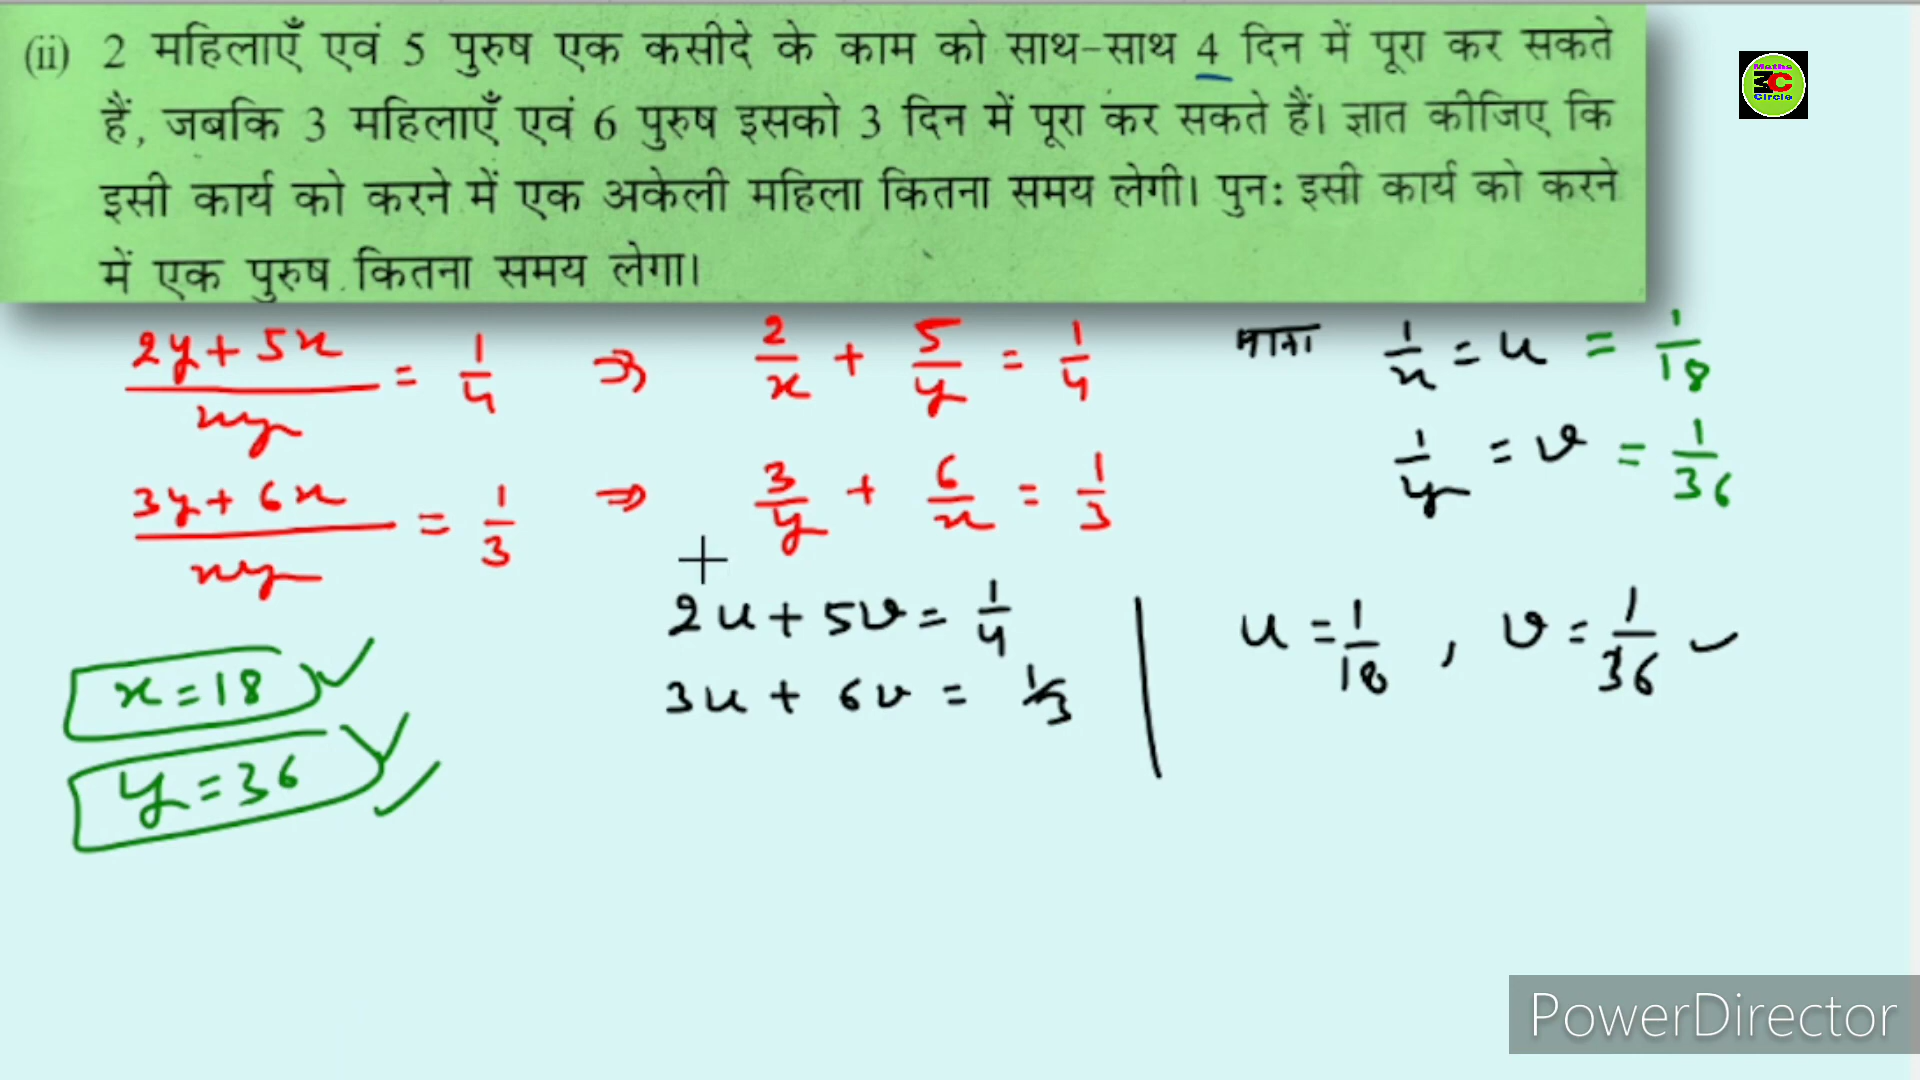 (ii) 2 महिलाएँ एवं 5 पुरुष एक कसीदे के काम को साथ-साथ 4 दिन में पूरा कर सकते
हैं, जबकि 3 महिलाएँ एवं 6 पुरुष इसको 3 दिन में पूरा कर सकते हैं। ज्ञात कीजिए कि
इसी कार्य को करने में एक अकेली महिला कितना समय लेगी। पुनः इसी कार्य को करने
में एक पुरुष कितना समय लेगा।
Maths
3C
Circle
2y + 5x / xy = 1/4 ⇒ 2/x + 5/y = 1/4
माना 1/x = u = 1/18
1/y = v = 1/36
3y + 6x / xy = 1/3 ⇒ 3/y + 6/x = 1/3
2u + 5v = 1/4
3u + 6v = 1/3
u = 1/18 , v = 1/36
x = 18
y = 36
PowerDirector